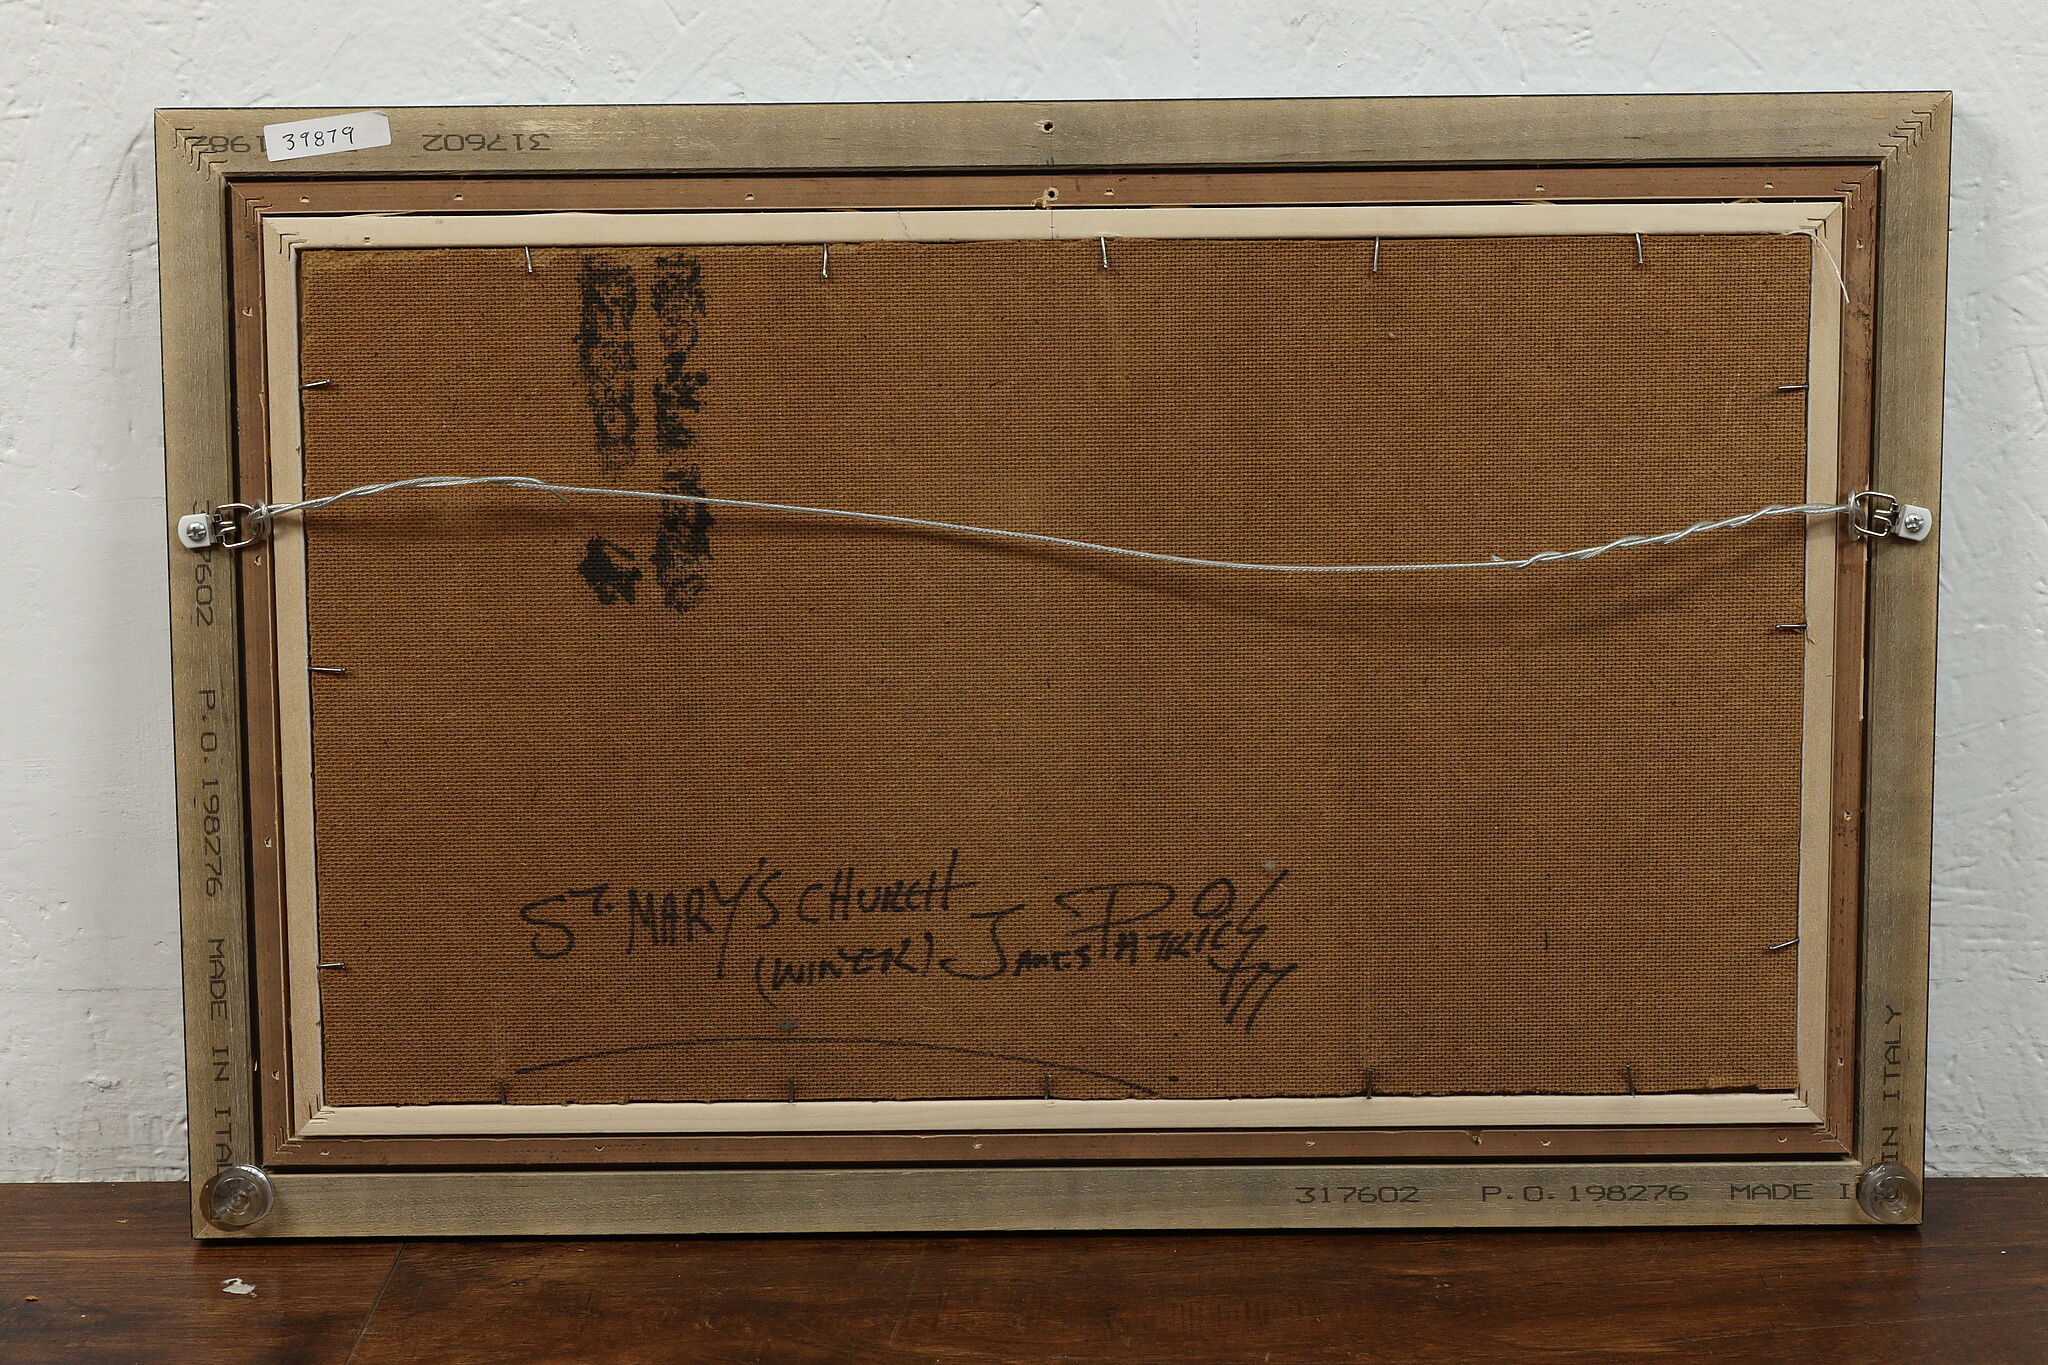 39879
317602
317602 P.O. 198276 MADE IN ITAL
ST. MARY'S CHURCH
(WINTER). JAMES PATRICK
317602 P.O. 198276 MADE I
IN ITALY